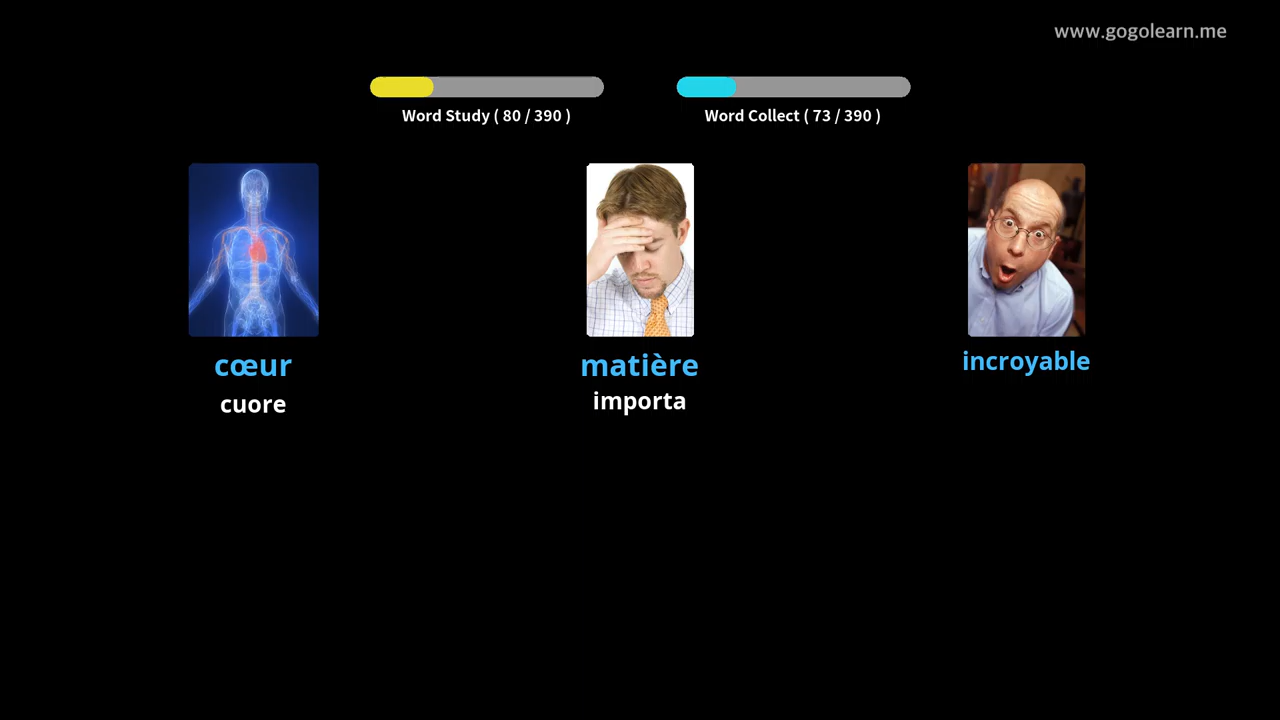 www.gogolearn.me
Word Study ( 80 / 390 )
Word Collect ( 73 / 390 )
cœur
matière
incroyable
cuore
importa